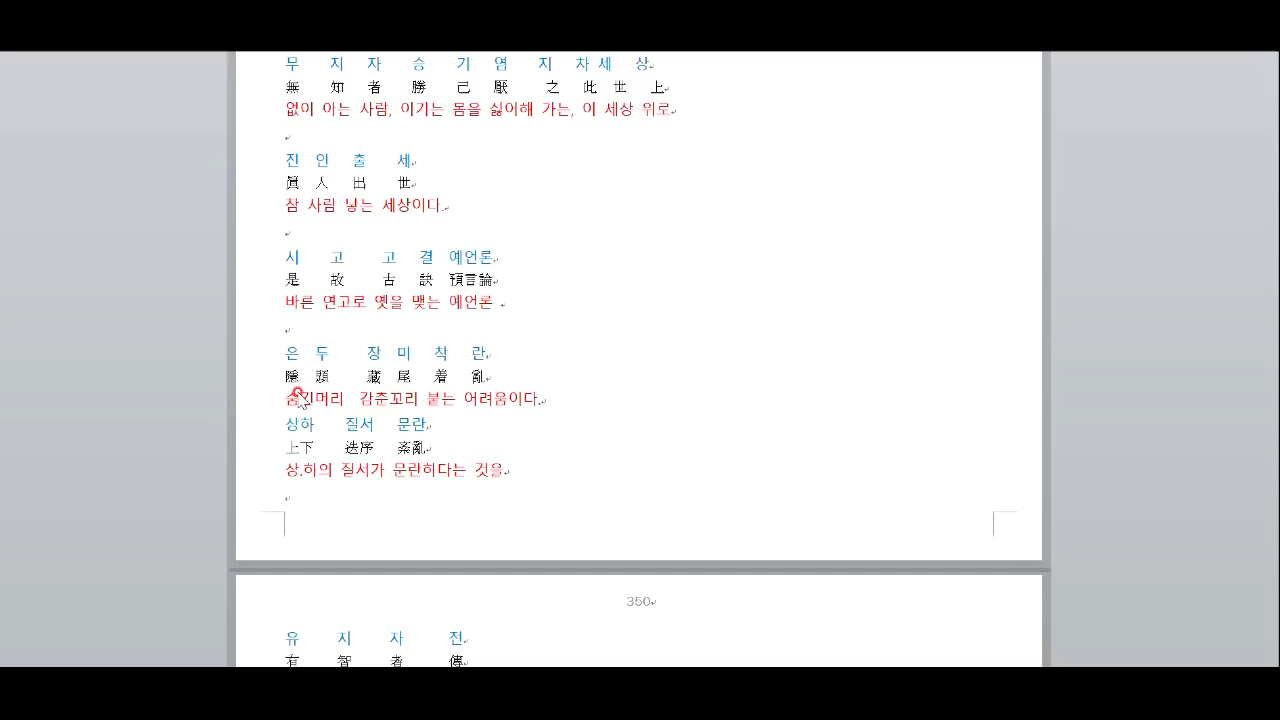 무 지 자 승 기 염 지 차 세 상
無 知 者 勝 己 厭 之 此 世 上
없이 아는 사람, 이기는 몸을 싫어해 가는, 이 세상 위로
진 인 출 세
眞 人 出 世
참 사람 낳는 세상이다.
시 고 고 결 예언론
是 故 古 訣 預言論
바른 연고로 옛을 맺는 예언론
은 두 장 미 착 란
隱 頭 藏 尾 着 亂
숨긴머리 감춘꼬리 붙는 어려움이다.
상하 질서 문란
上下 迭序 紊亂
상.하의 질서가 문란하다는 것을
350
유 지 자 전
有 智 者 傳